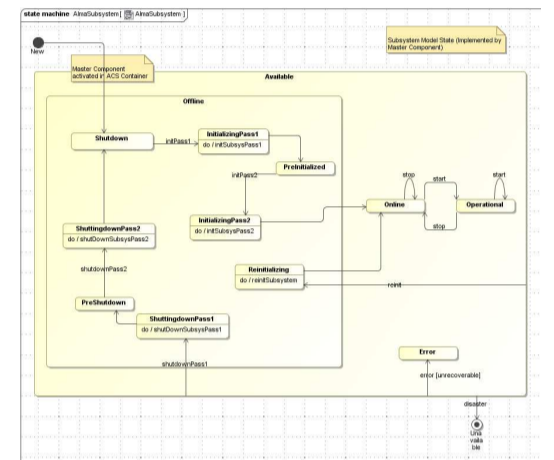 state machine AlmaSubsystem [ AlmaSubsystem ]
New
Subsystem Model State (Implemented by
Master Component)
Master Component
activated in ACS Container
Available
Offline
Shutdown
initPass1
InitializingPass1
do / initSubsysPass1
PreInitialized
initPass2
InitializingPass2
do / initSubsysPass2
stop
start
start
Online
Operational
stop
ShuttingdownPass2
do / shutDownSubsysPass2
shutdownPass2
Reinitializing
do / reinitSubsystem
reinit
PreShutdown
ShuttingdownPass1
do / shutDownSubsysPass1
shutdownPass1
Error
error [unrecoverable]
disaster
Una
vaila
ble